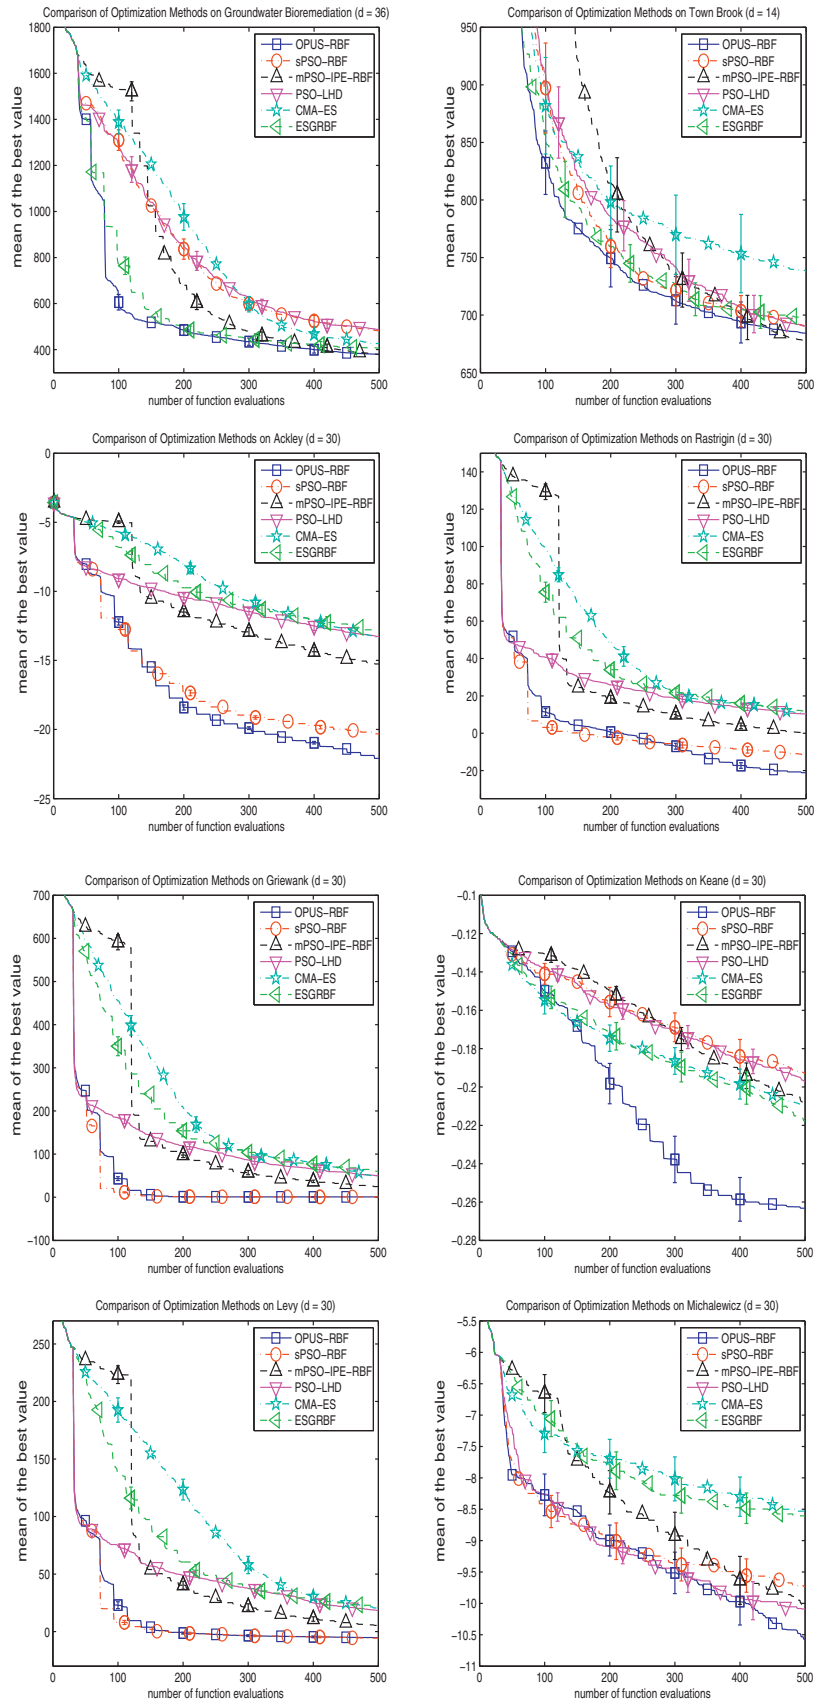 Comparison of Optimization Methods on Groundwater Bioremediation (d = 36)
mean of the best value
1800
1600
1400
1200
1000
800
600
400
OPUS-RBF
sPSO-RBF
mPSO-IPE-RBF
PSO-LHD
CMA-ES
ESGRBF
0 100 200 300 400 500
number of function evaluations
Comparison of Optimization Methods on Town Brook (d = 14)
mean of the best value
950
900
850
800
750
700
650
OPUS-RBF
sPSO-RBF
mPSO-IPE-RBF
PSO-LHD
CMA-ES
ESGRBF
0 100 200 300 400 500
number of function evaluations
Comparison of Optimization Methods on Ackley (d = 30)
mean of the best value
0
−5
−10
−15
−20
−25
OPUS-RBF
sPSO-RBF
mPSO-IPE-RBF
PSO-LHD
CMA-ES
ESGRBF
0 100 200 300 400 500
number of function evaluations
Comparison of Optimization Methods on Rastrigin (d = 30)
mean of the best value
140
120
100
80
60
40
20
0
−20
OPUS-RBF
sPSO-RBF
mPSO-IPE-RBF
PSO-LHD
CMA-ES
ESGRBF
0 100 200 300 400 500
number of function evaluations
Comparison of Optimization Methods on Griewank (d = 30)
mean of the best value
700
600
500
400
300
200
100
0
−100
OPUS-RBF
sPSO-RBF
mPSO-IPE-RBF
PSO-LHD
CMA-ES
ESGRBF
0 100 200 300 400 500
number of function evaluations
Comparison of Optimization Methods on Keane (d = 30)
mean of the best value
−0.1
−0.12
−0.14
−0.16
−0.18
−0.2
−0.22
−0.24
−0.26
−0.28
OPUS-RBF
sPSO-RBF
mPSO-IPE-RBF
PSO-LHD
CMA-ES
ESGRBF
0 100 200 300 400 500
number of function evaluations
Comparison of Optimization Methods on Levy (d = 30)
mean of the best value
250
200
150
100
50
0
OPUS-RBF
sPSO-RBF
mPSO-IPE-RBF
PSO-LHD
CMA-ES
ESGRBF
0 100 200 300 400 500
number of function evaluations
Comparison of Optimization Methods on Michalewicz (d = 30)
mean of the best value
−5.5
−6
−6.5
−7
−7.5
−8
−8.5
−9
−9.5
−10
−10.5
−11
OPUS-RBF
sPSO-RBF
mPSO-IPE-RBF
PSO-LHD
CMA-ES
ESGRBF
0 100 200 300 400 500
number of function evaluations